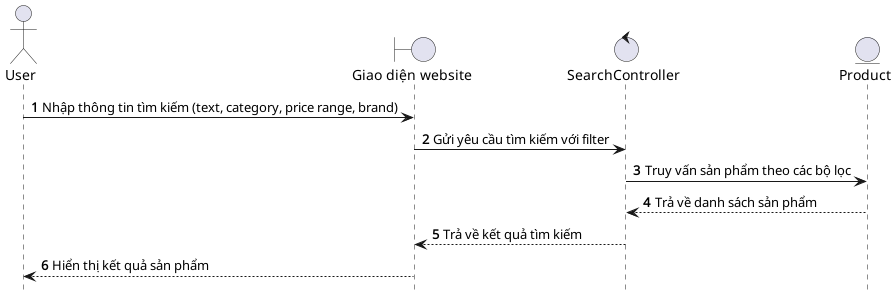 User
Giao diện website
SearchController
Product
1 Nhập thông tin tìm kiếm (text, category, price range, brand)
2 Gửi yêu cầu tìm kiếm với filter
3 Truy vấn sản phẩm theo các bộ lọc
4 Trả về danh sách sản phẩm
5 Trả về kết quả tìm kiếm
6 Hiển thị kết quả sản phẩm